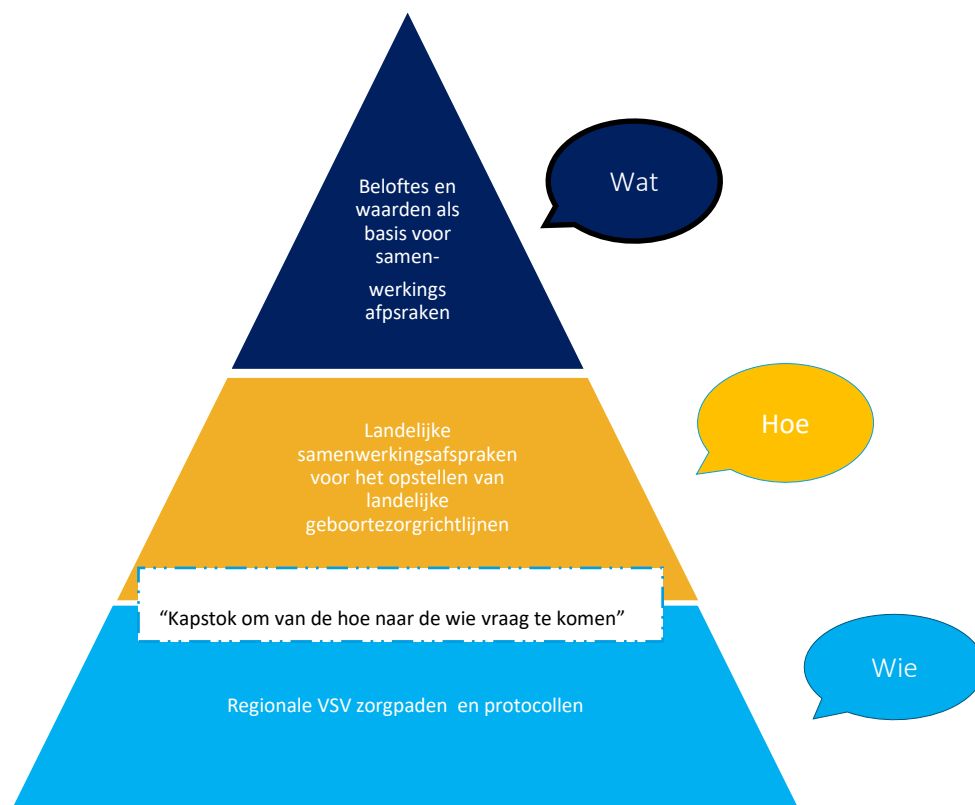 Beloftes en
waarden als
basis voor
samen-
werkings
afpsraken
Wat
Landelijke
samenwerkingsafspraken
voor het opstellen van
landelijke
geboortezorgrichtlijnen
Hoe
“Kapstok om van de hoe naar de wie vraag te komen”
Regionale VSV zorgpaden en protocollen
Wie